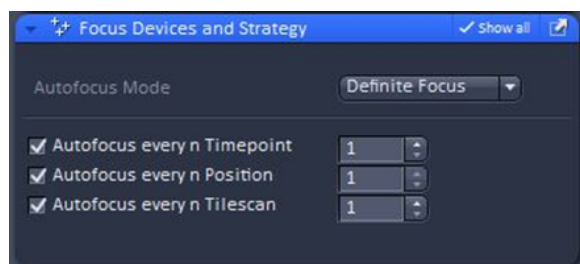 Focus Devices and Strategy Show all
Autofocus Mode Definite Focus
Autofocus every n Timepoint 1
Autofocus every n Position 1
Autofocus every n Tilescan 1